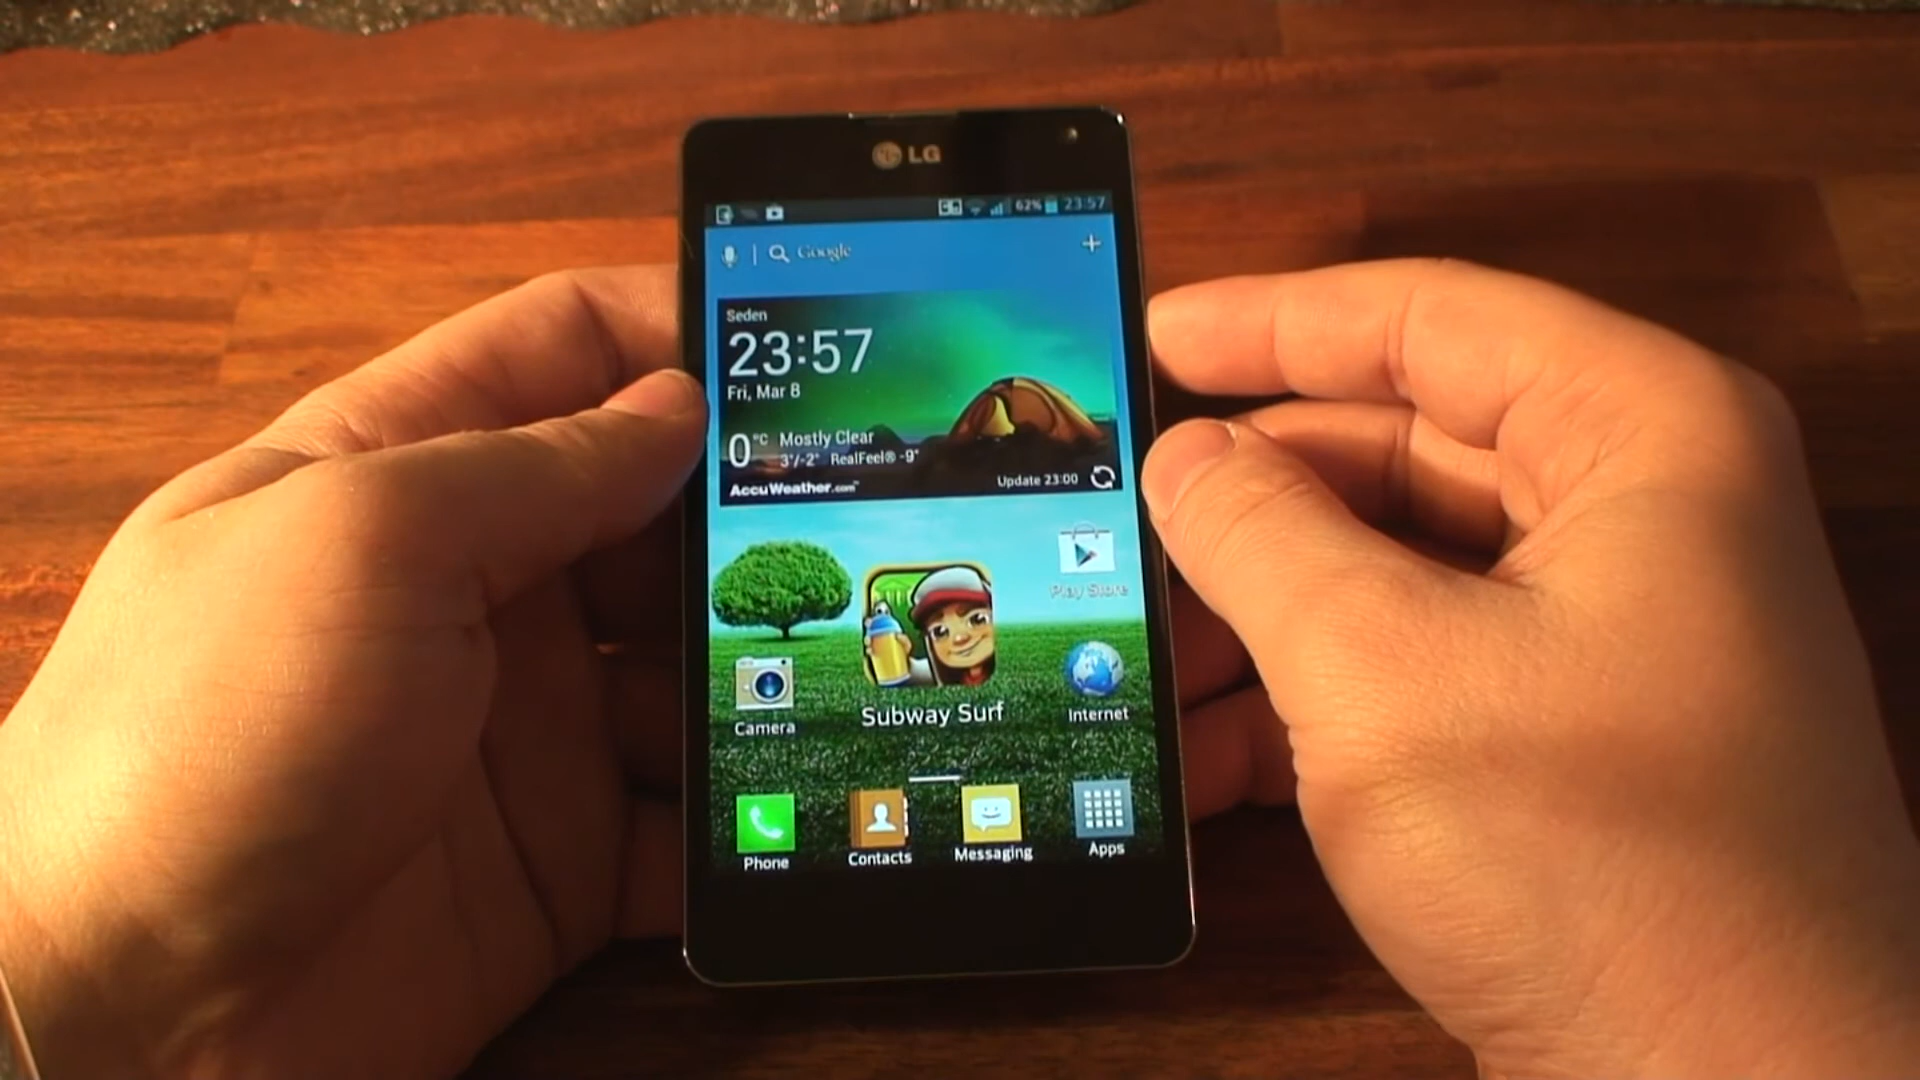 LG
62% 23:57
Google
Seden
23:57
Fri, Mar 8
0°C Mostly Clear
3°/-2° RealFeel® -9°
AccuWeather.com™ Update 23:00
Play Store
Camera
Subway Surf
Internet
Phone
Contacts
Messaging
Apps